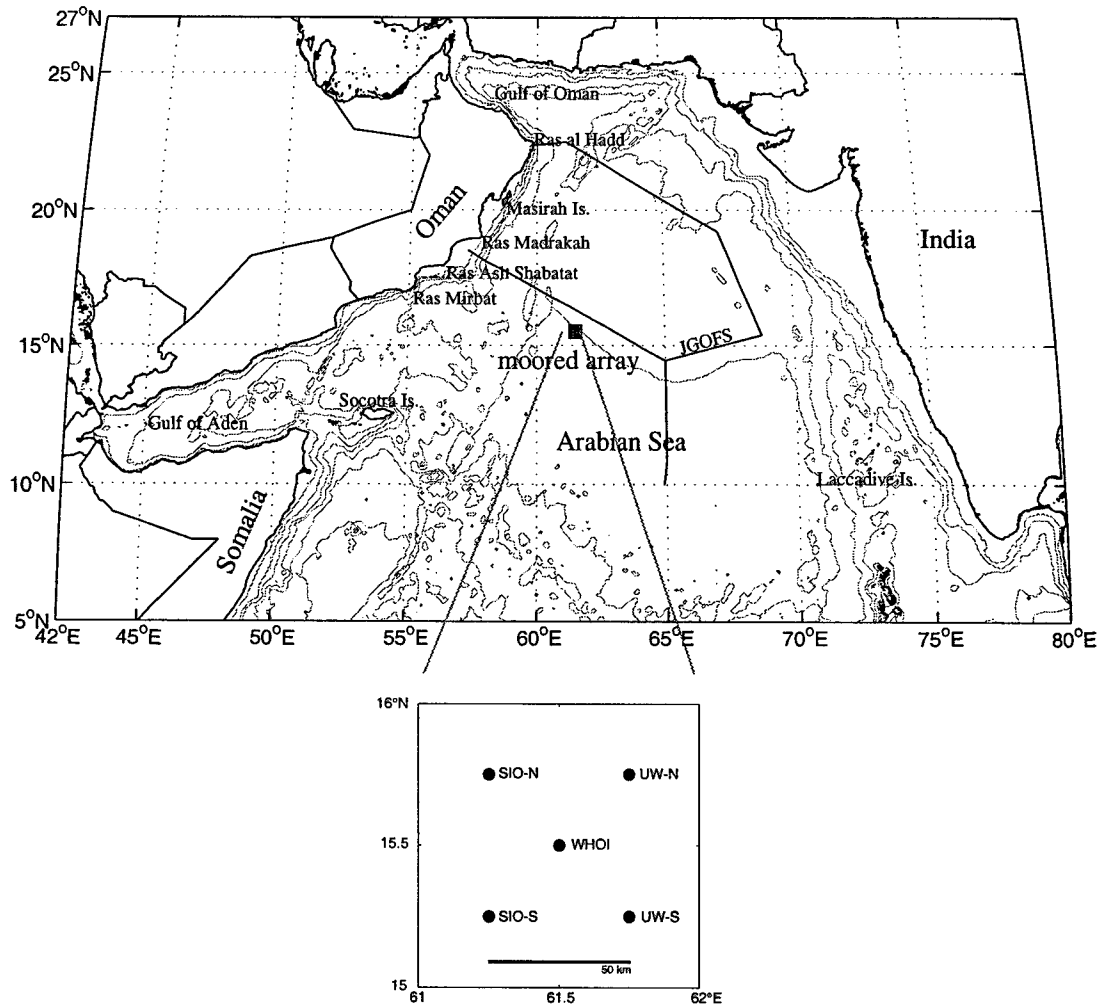 27°N
25°N
20°N
15°N
10°N
5°N
Gulf of Oman
Ras al Hadd
Masirah Is.
Oman
Ras Madrakah
India
Ras Ash Shabatat
Ras Mirbat
JGOFS
moored array
Socotra Is.
Gulf of Aden
Arabian Sea
Laccadive Is.
Somalia
42°E
45°E
50°E
55°E
60°E
65°E
70°E
75°E
80°E
16°N
SIO-N
UW-N
15.5
WHOI
SIO-S
UW-S
50 km
15
61
61.5
62°E